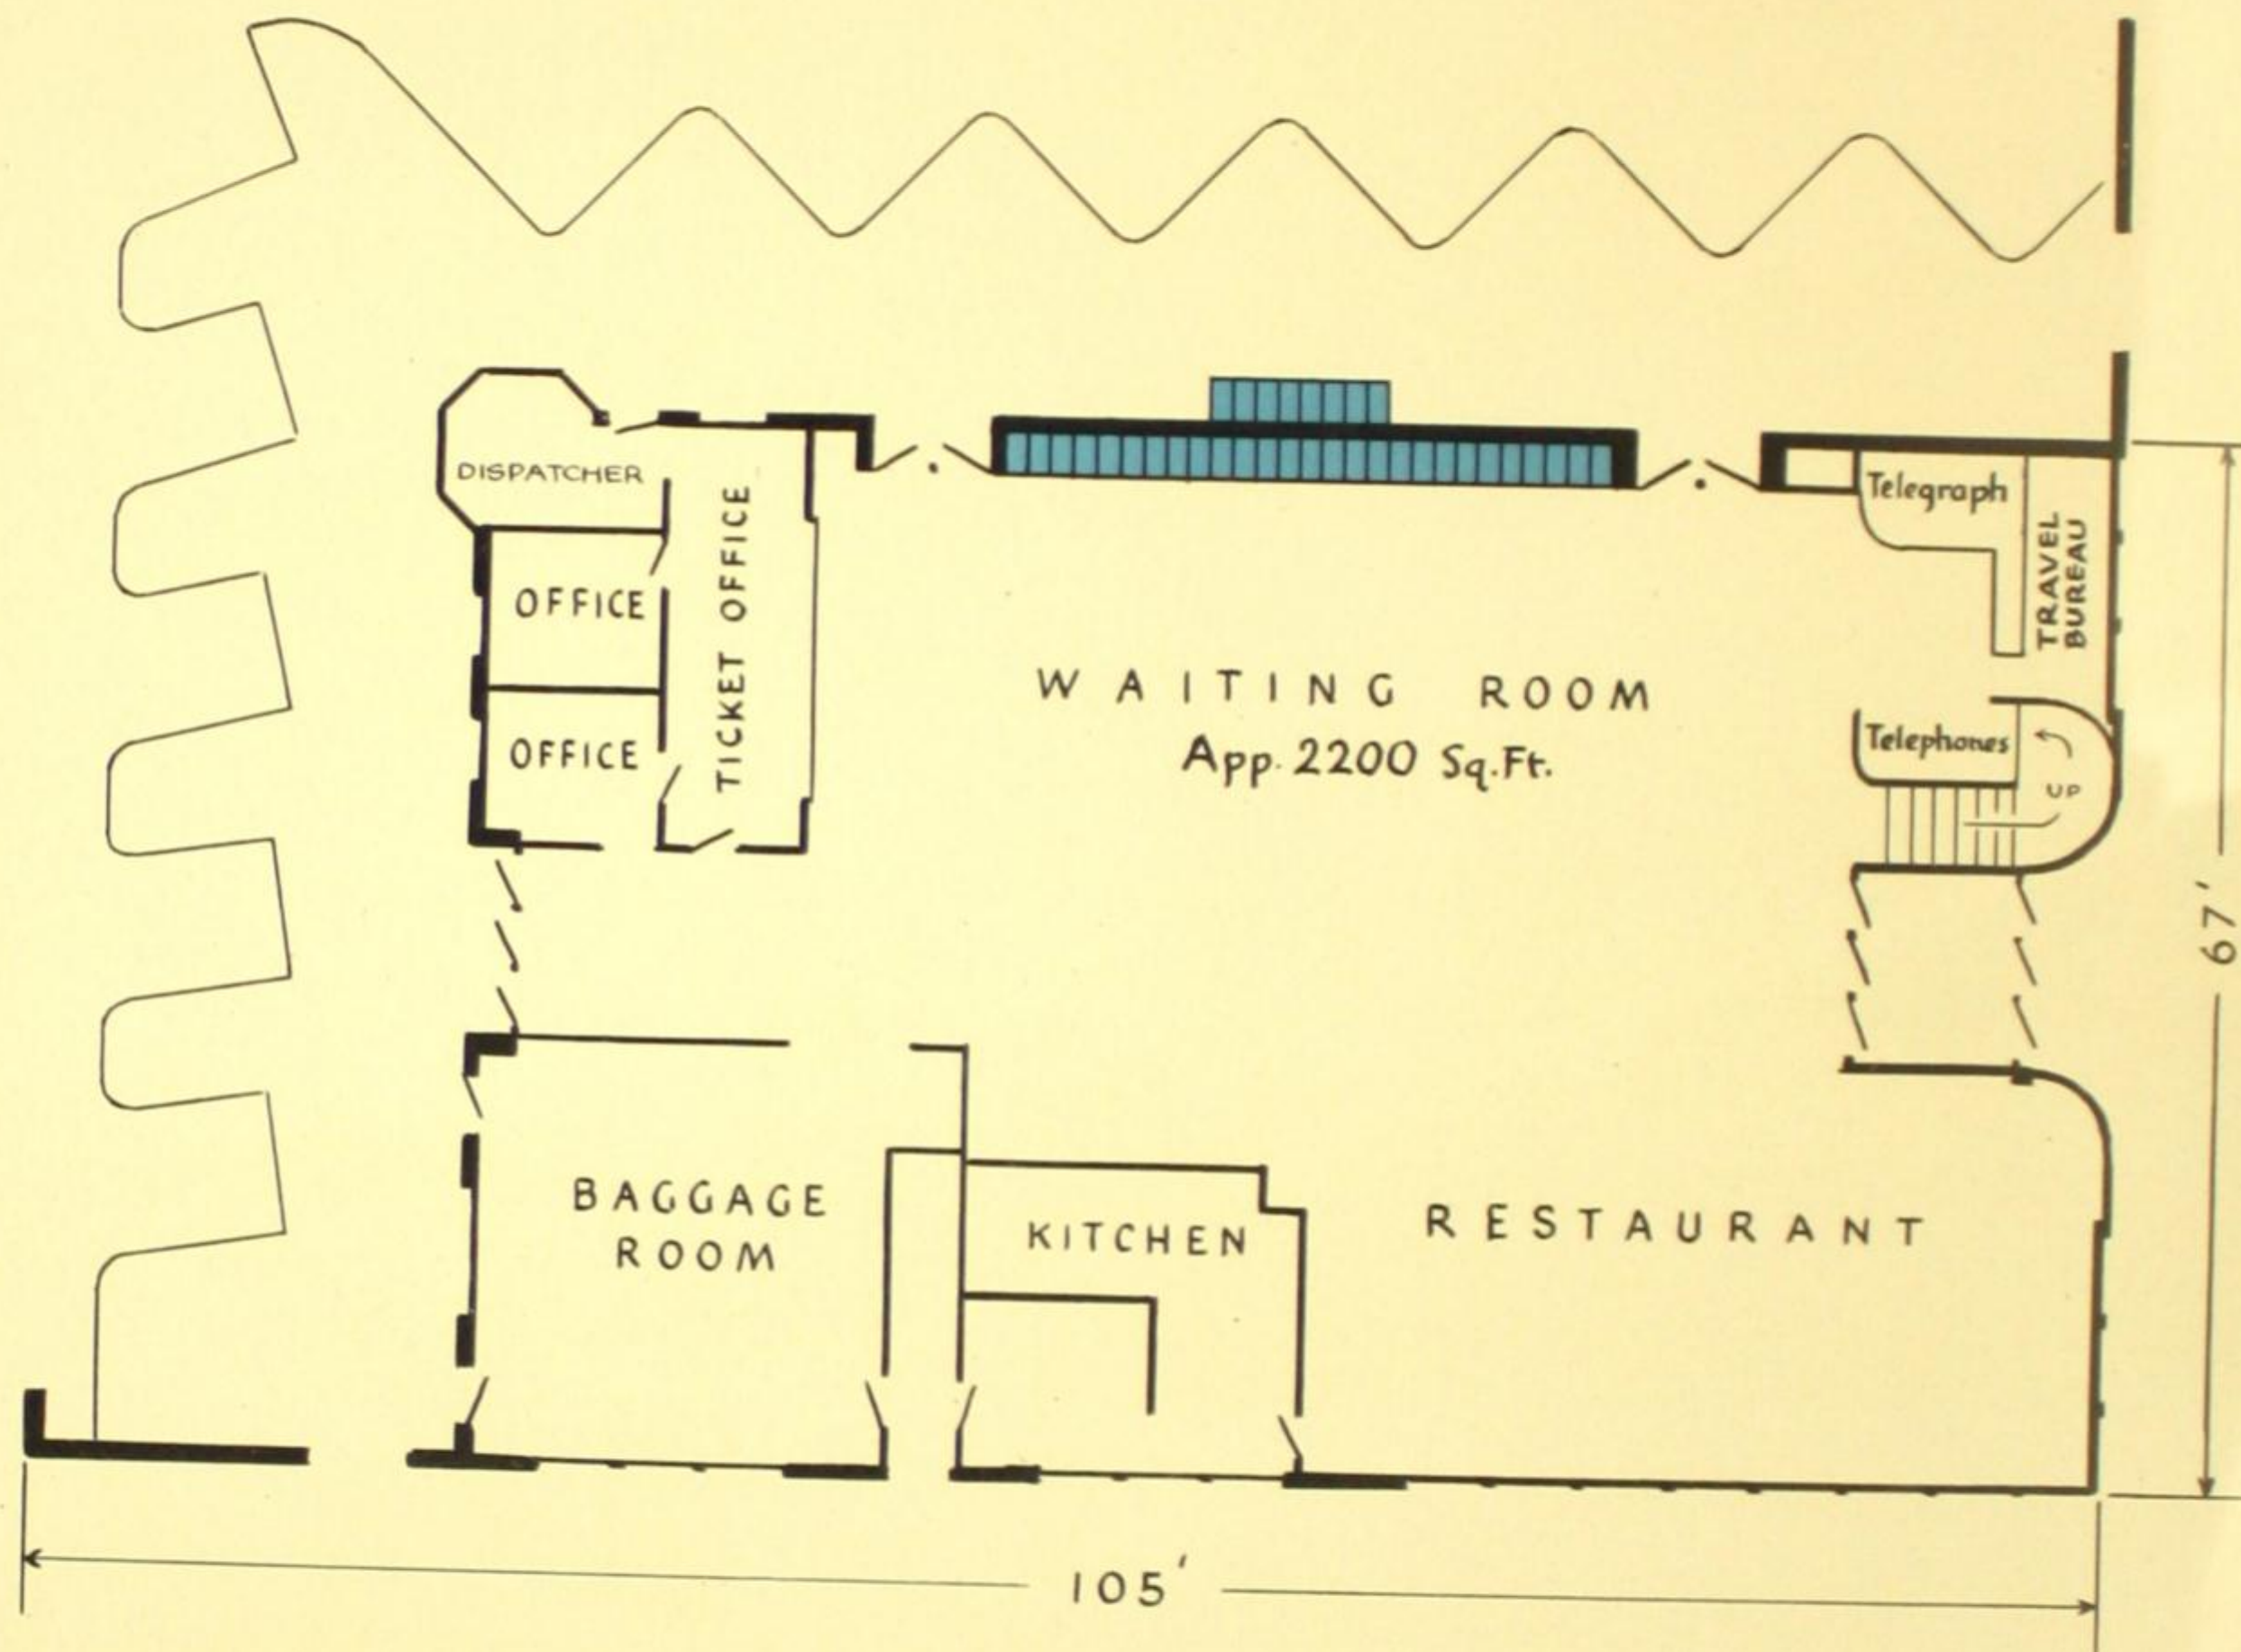 DISPATCHER
OFFICE
OFFICE
TICKET OFFICE
WAITING ROOM
App. 2200 Sq.Ft.
Telegraph
TRAVEL
BUREAU
Telephones
UP
67'
BAGGAGE
ROOM
KITCHEN
RESTAURANT
105'